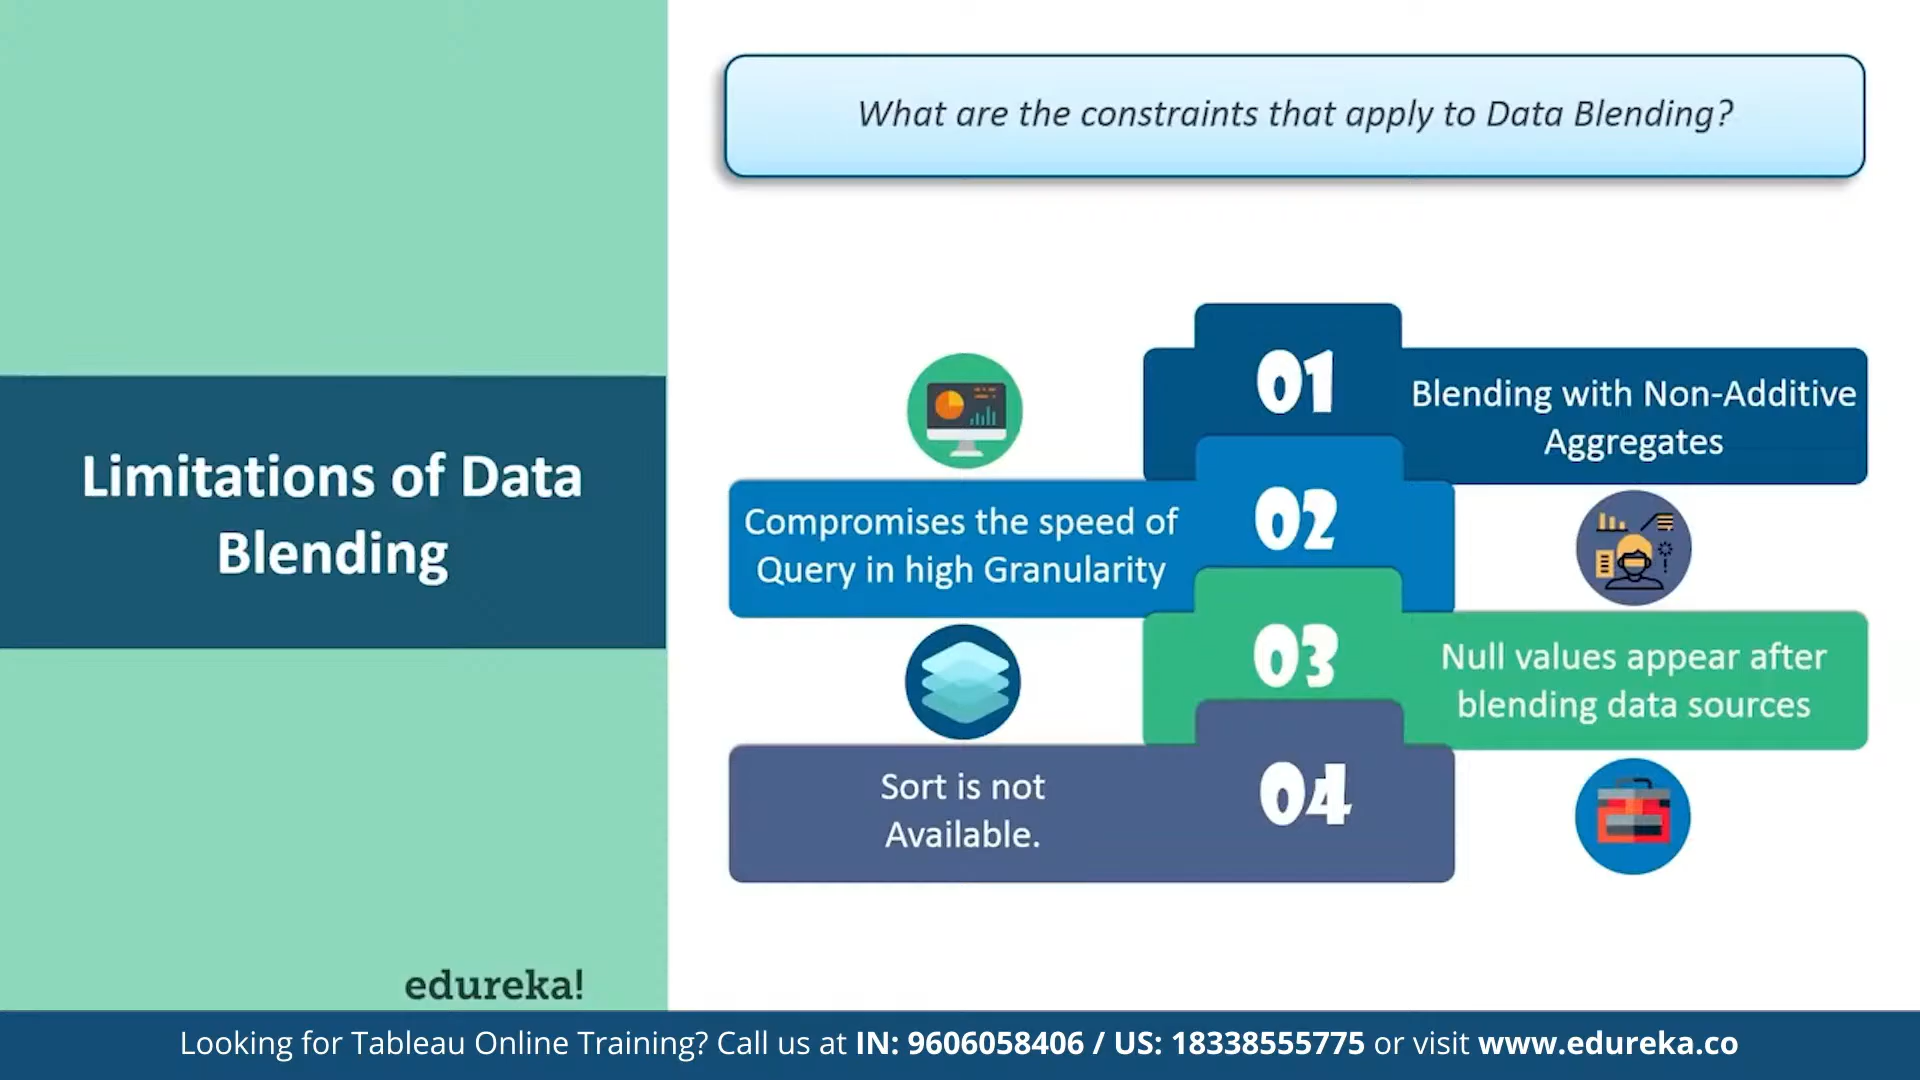 What are the constraints that apply to Data Blending?
Limitations of Data
Blending
01
Blending with Non-Additive
Aggregates
Compromises the speed of
Query in high Granularity
02
03
Null values appear after
blending data sources
Sort is not
Available.
04
edureka!
Looking for Tableau Online Training? Call us at IN: 9606058406 / US: 18338555775 or visit www.edureka.co